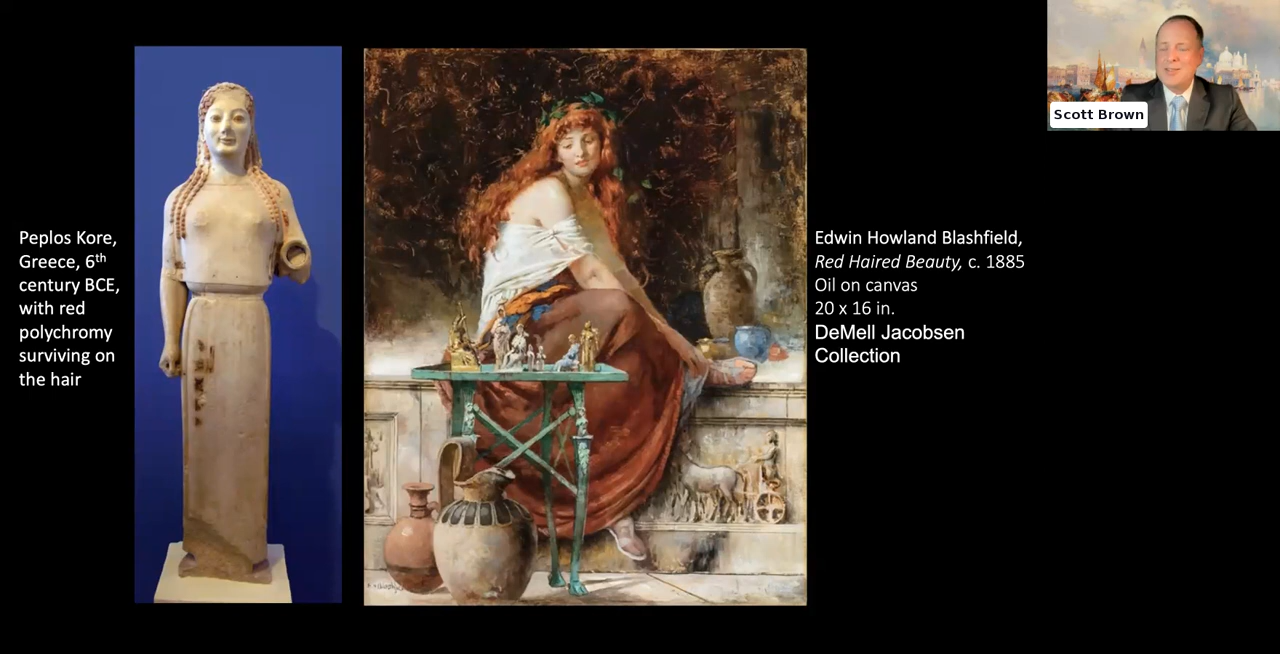 Peplos Kore,
Greece, 6th
century BCE,
with red
polychromy
surviving on
the hair
Edwin Howland Blashfield,
Red Haired Beauty, c. 1885
Oil on canvas
20 x 16 in.
DeMell Jacobsen
Collection
Scott Brown